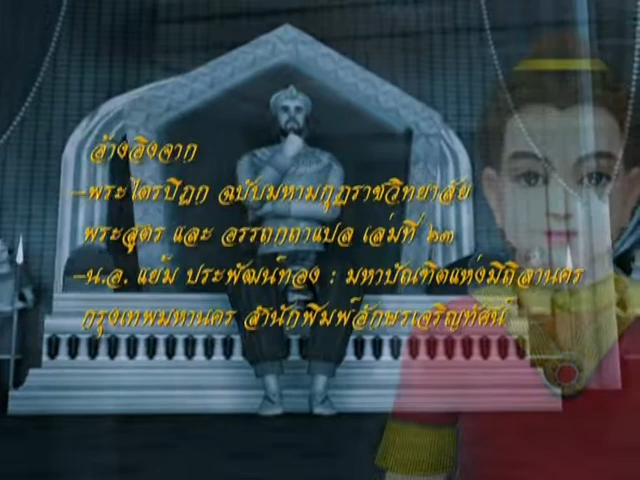 อ้างอิงจาก
-พระไตรปิฎก ฉบับมหามกุฏราชวิทยาลัย
พระสูตร และ อรรถกถาแปล เล่มที่ ๖๓
-น.อ. แย้ม ประพัฒน์ทอง : มหาบัณฑิตแห่งมิถิลานคร
กรุงเทพมหานคร สำนักพิมพ์อักษรเจริญทัศน์